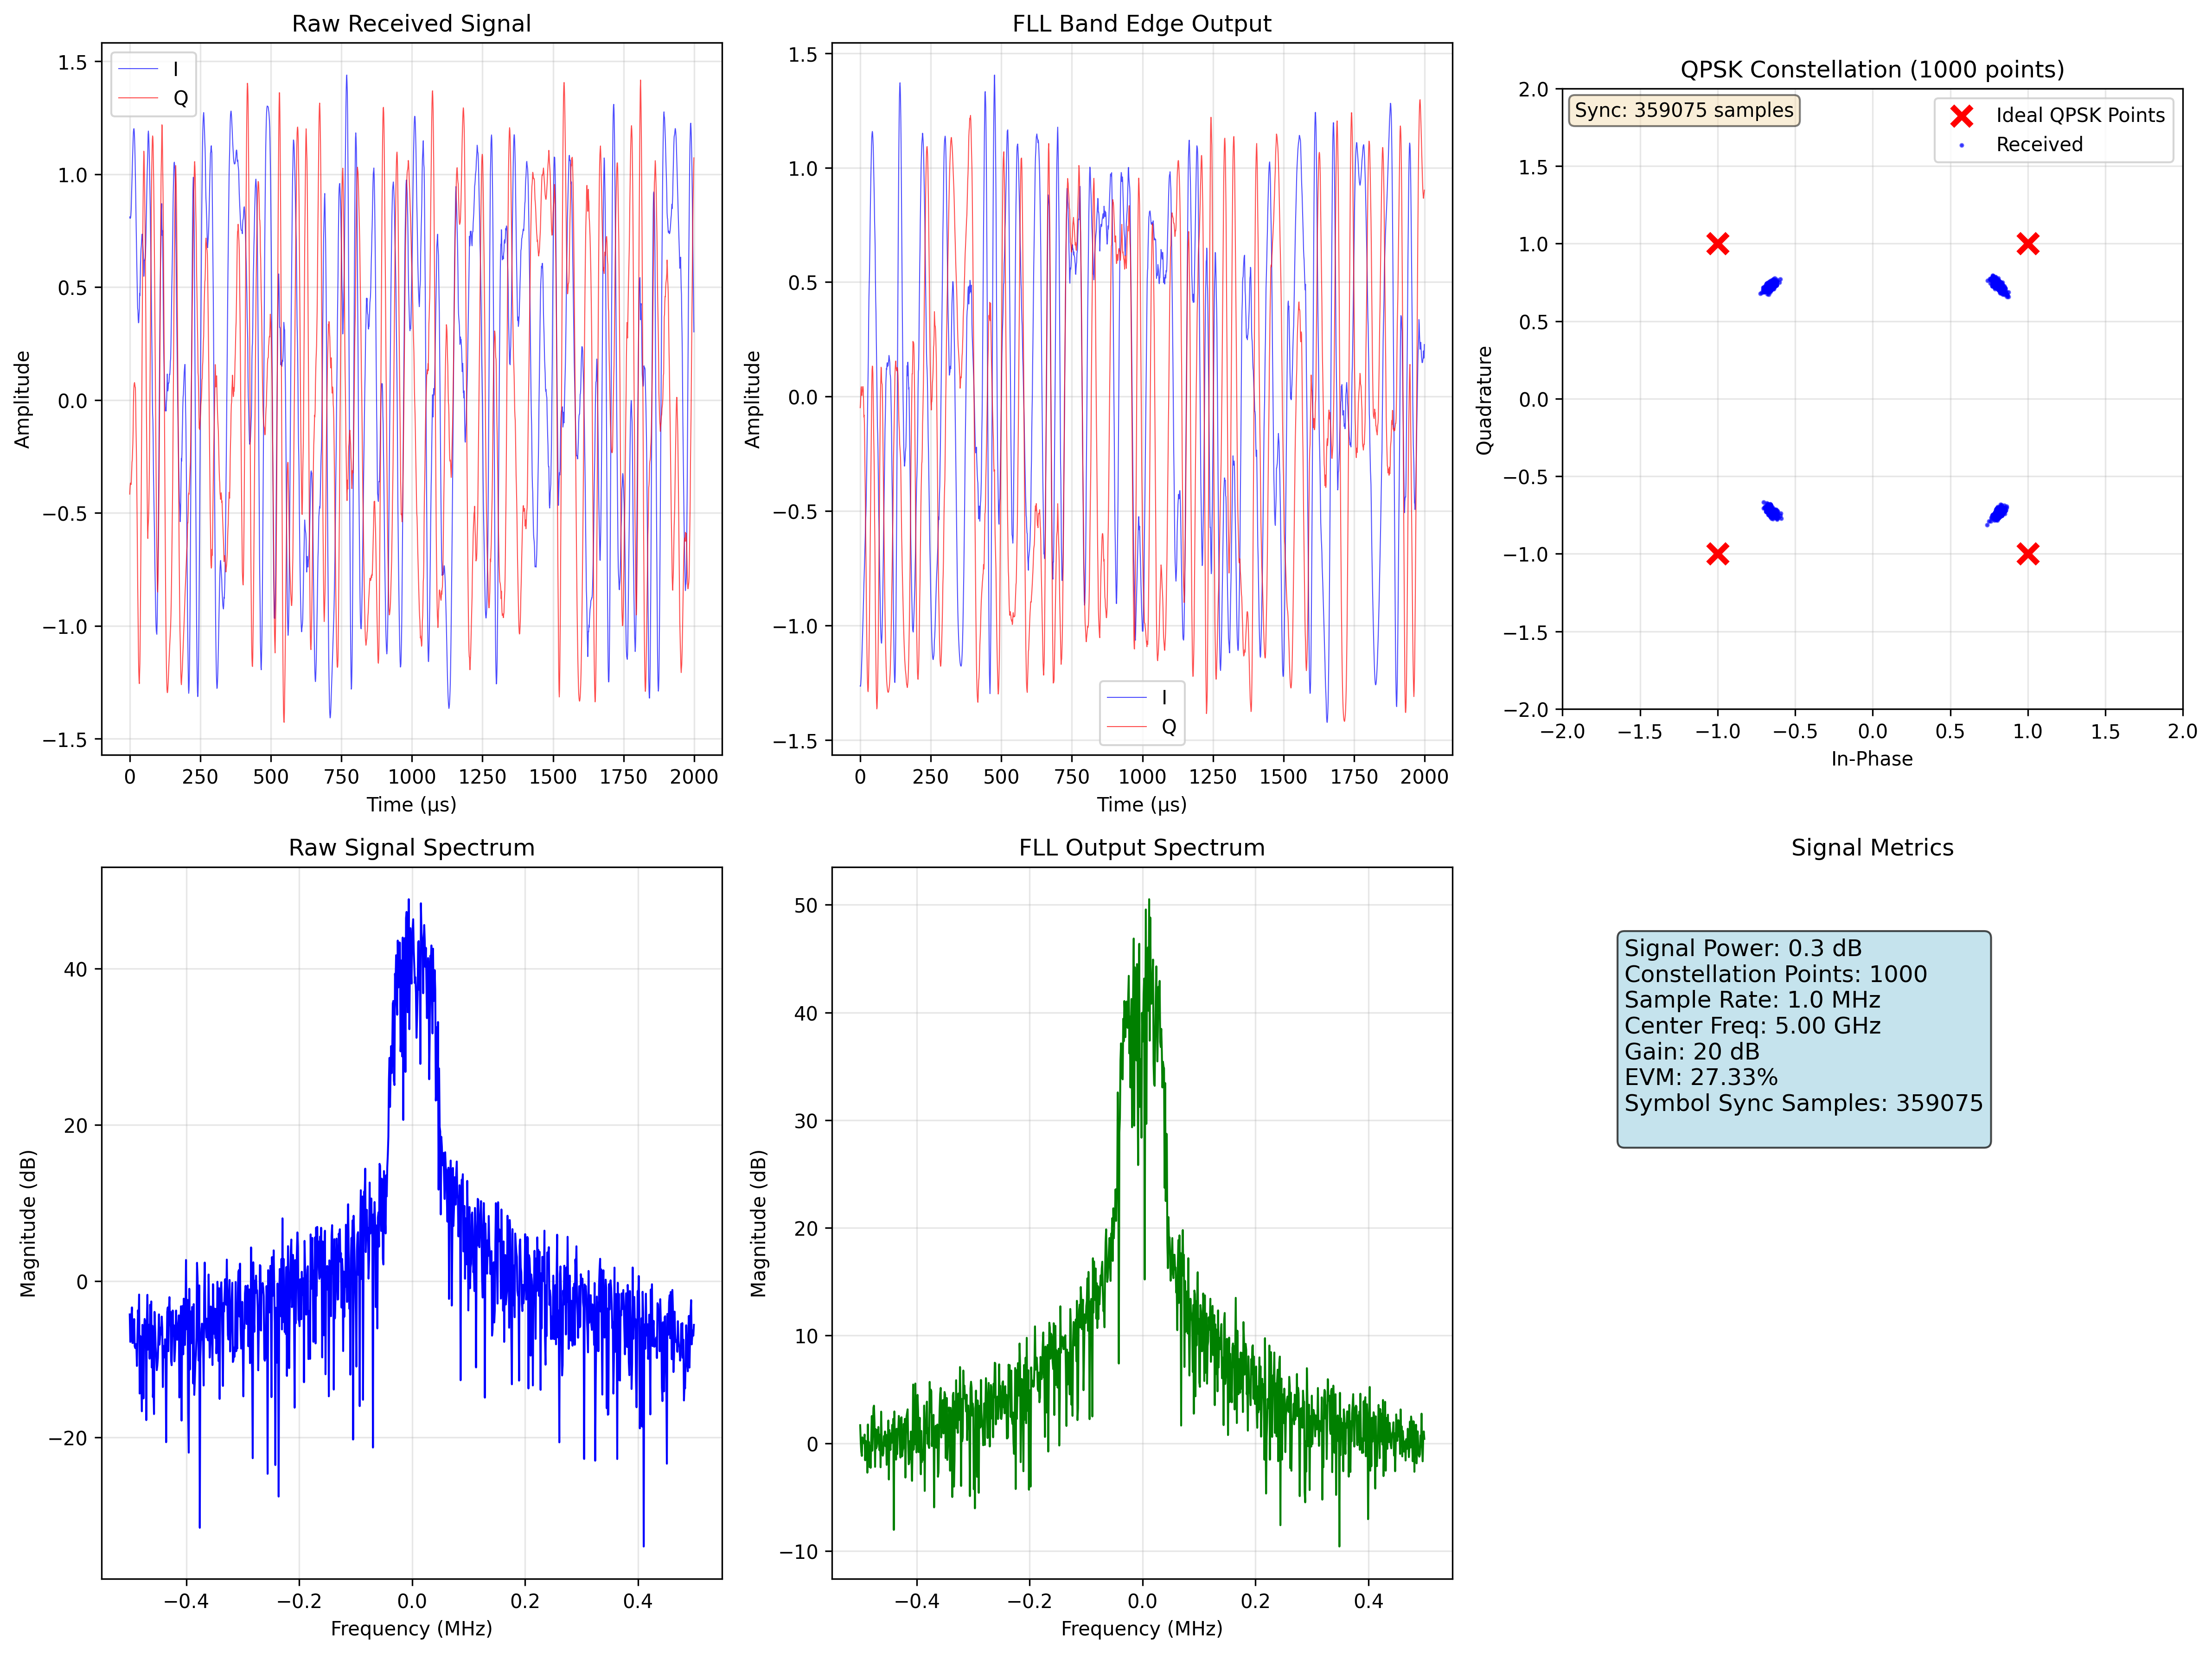 Raw Received Signal
I
Q
1.5
1.0
0.5
0.0
−0.5
−1.0
−1.5
Amplitude
0 250 500 750 1000 1250 1500 1750 2000
Time (μs)
FLL Band Edge Output
1.5
1.0
0.5
0.0
−0.5
−1.0
−1.5
Amplitude
I
Q
0 250 500 750 1000 1250 1500 1750 2000
Time (μs)
QPSK Constellation (1000 points)
Sync: 359075 samples
Ideal QPSK Points
Received
2.0
1.5
1.0
0.5
0.0
−0.5
−1.0
−1.5
−2.0
Quadrature
−2.0 −1.5 −1.0 −0.5 0.0 0.5 1.0 1.5 2.0
In-Phase
Raw Signal Spectrum
40
20
0
−20
Magnitude (dB)
−0.4 −0.2 0.0 0.2 0.4
Frequency (MHz)
FLL Output Spectrum
50
40
30
20
10
0
−10
Magnitude (dB)
−0.4 −0.2 0.0 0.2 0.4
Frequency (MHz)
Signal Metrics
Signal Power: 0.3 dB
Constellation Points: 1000
Sample Rate: 1.0 MHz
Center Freq: 5.00 GHz
Gain: 20 dB
EVM: 27.33%
Symbol Sync Samples: 359075